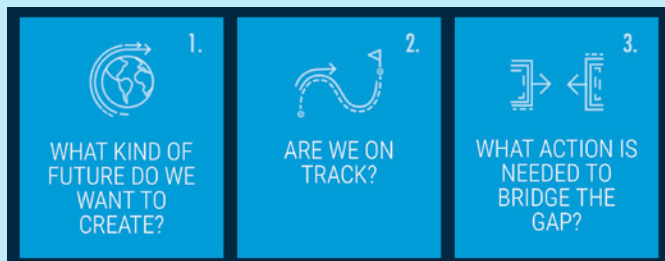 1.
WHAT KIND OF
FUTURE DO WE
WANT TO
CREATE?
2.
ARE WE ON
TRACK?
3.
WHAT ACTION IS
NEEDED TO
BRIDGE THE
GAP?